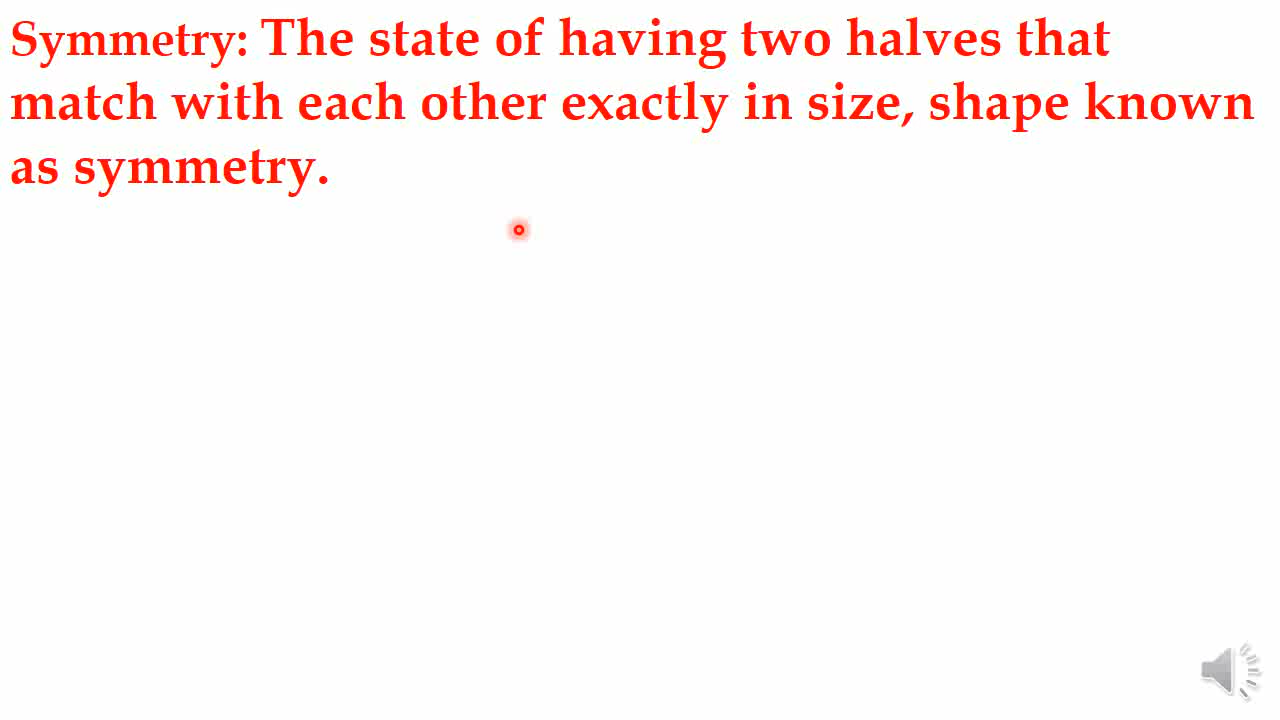 Symmetry: The state of having two halves that
match with each other exactly in size, shape known
as symmetry.